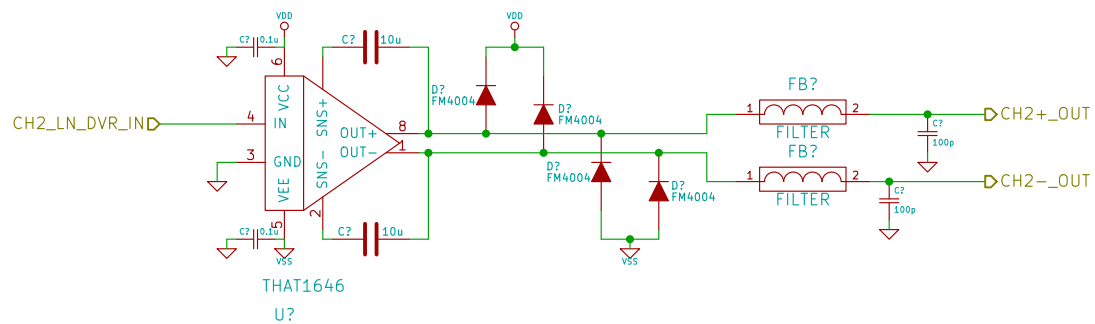 VDD
VDD
C?
0.1u
C?
10u
6
D?
FM4004
D?
FM4004
FB?
VCC
SNS+
1
2
CH2_LN_DVR_IN
4
IN
8
OUT+
FILTER
C?
100p
CH2+_OUT
3
GND
1
OUT-
SNS-
D?
FM4004
FB?
VEE
D?
FM4004
1
2
CH2-_OUT
FILTER
C?
100p
5
2
C?
0.1u
C?
10u
VSS
VSS
THAT1646
U?